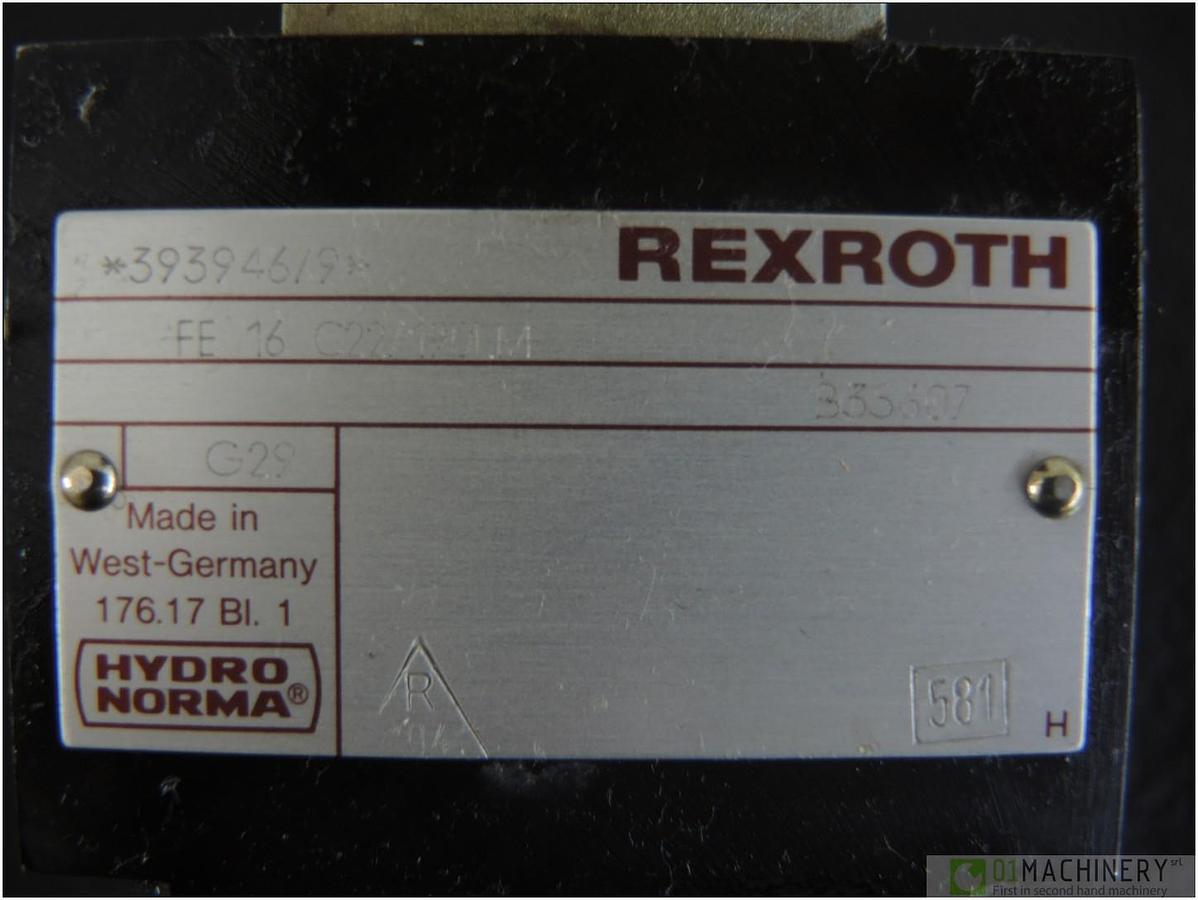 *393946/9* REXROTH
FE 16
G29
Made in
West-Germany
176.17 Bl. 1
HYDRO
NORMA®
R
581
H
01MACHINERY srl
First in second hand machinery